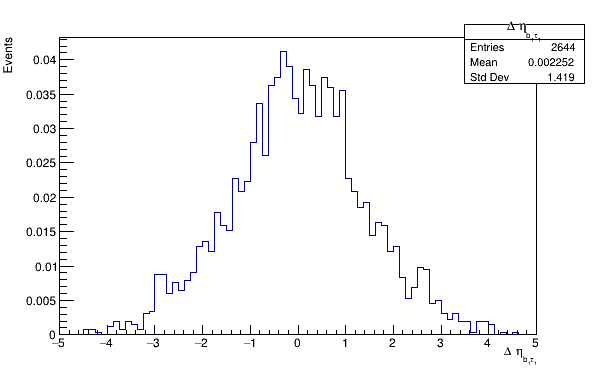 Δ η b₁τ₁
Entries 2644
Mean 0.002252
Std Dev 1.419
Events
0.04
0.035
0.03
0.025
0.02
0.015
0.01
0.005
0
−5 −4 −3 −2 −1 0 1 2 3 4 5
Δ η b₁τ₁